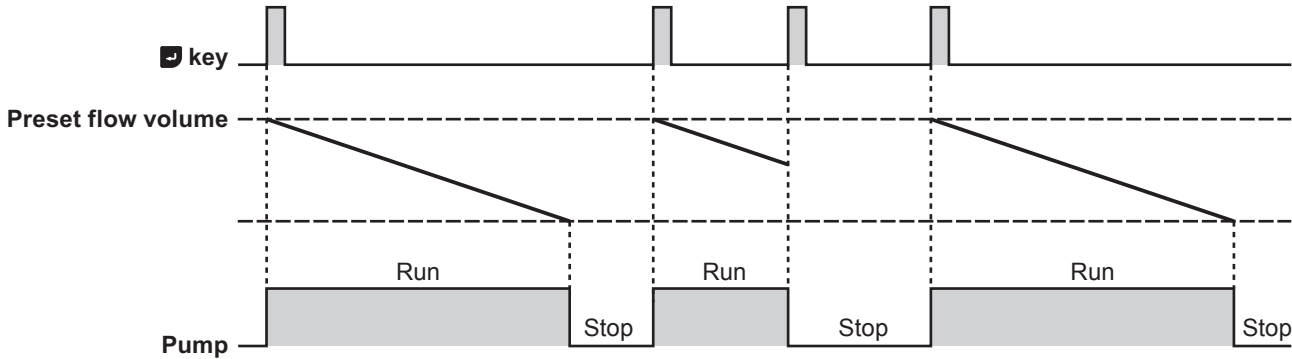 key
Preset flow volume
Run Run Run
Stop Stop Stop
Pump